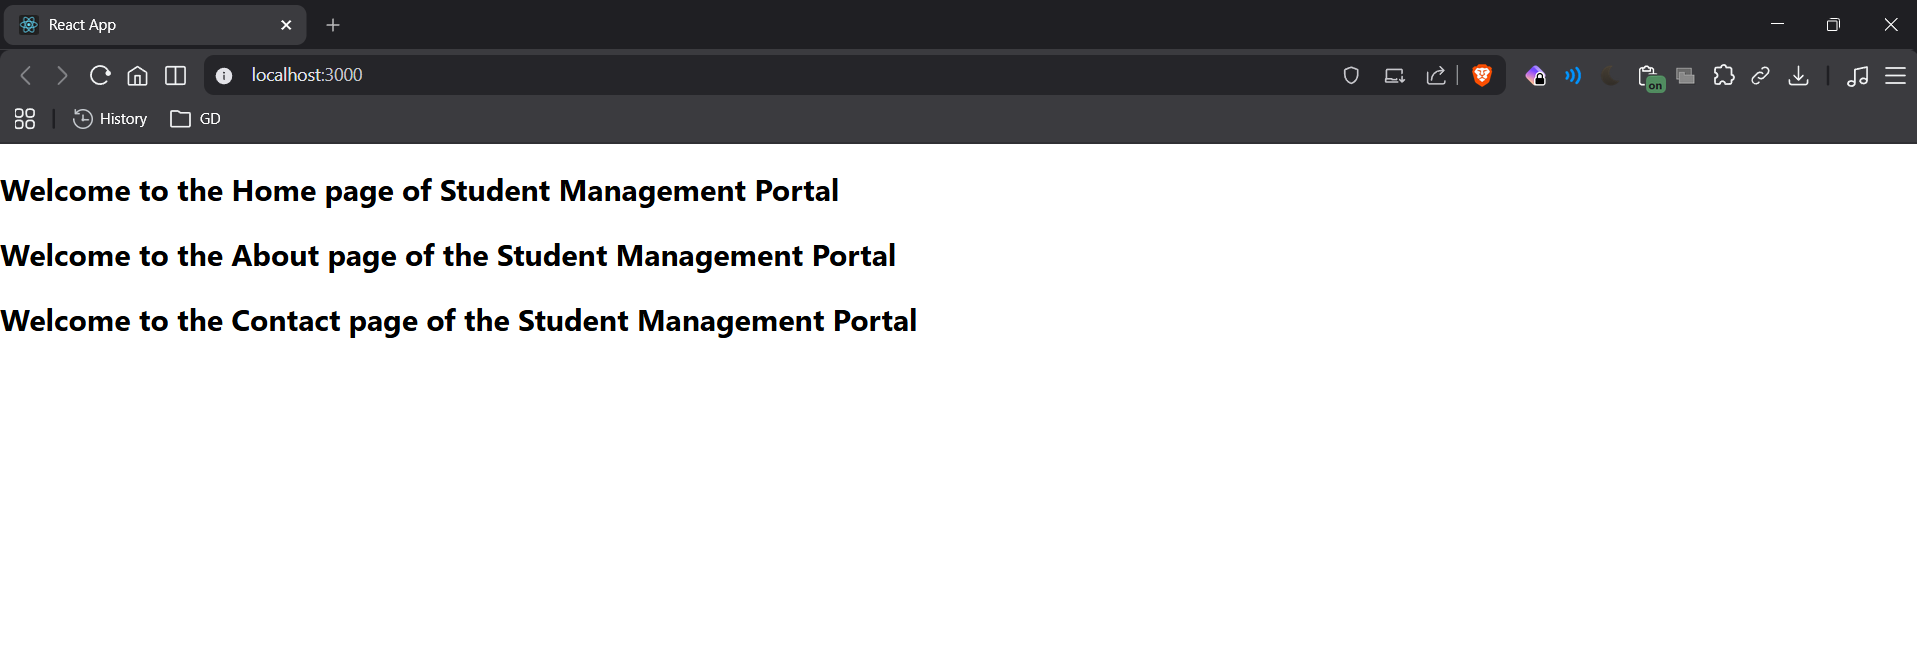 React App
localhost:3000
on
History
GD
Welcome to the Home page of Student Management Portal
Welcome to the About page of the Student Management Portal
Welcome to the Contact page of the Student Management Portal